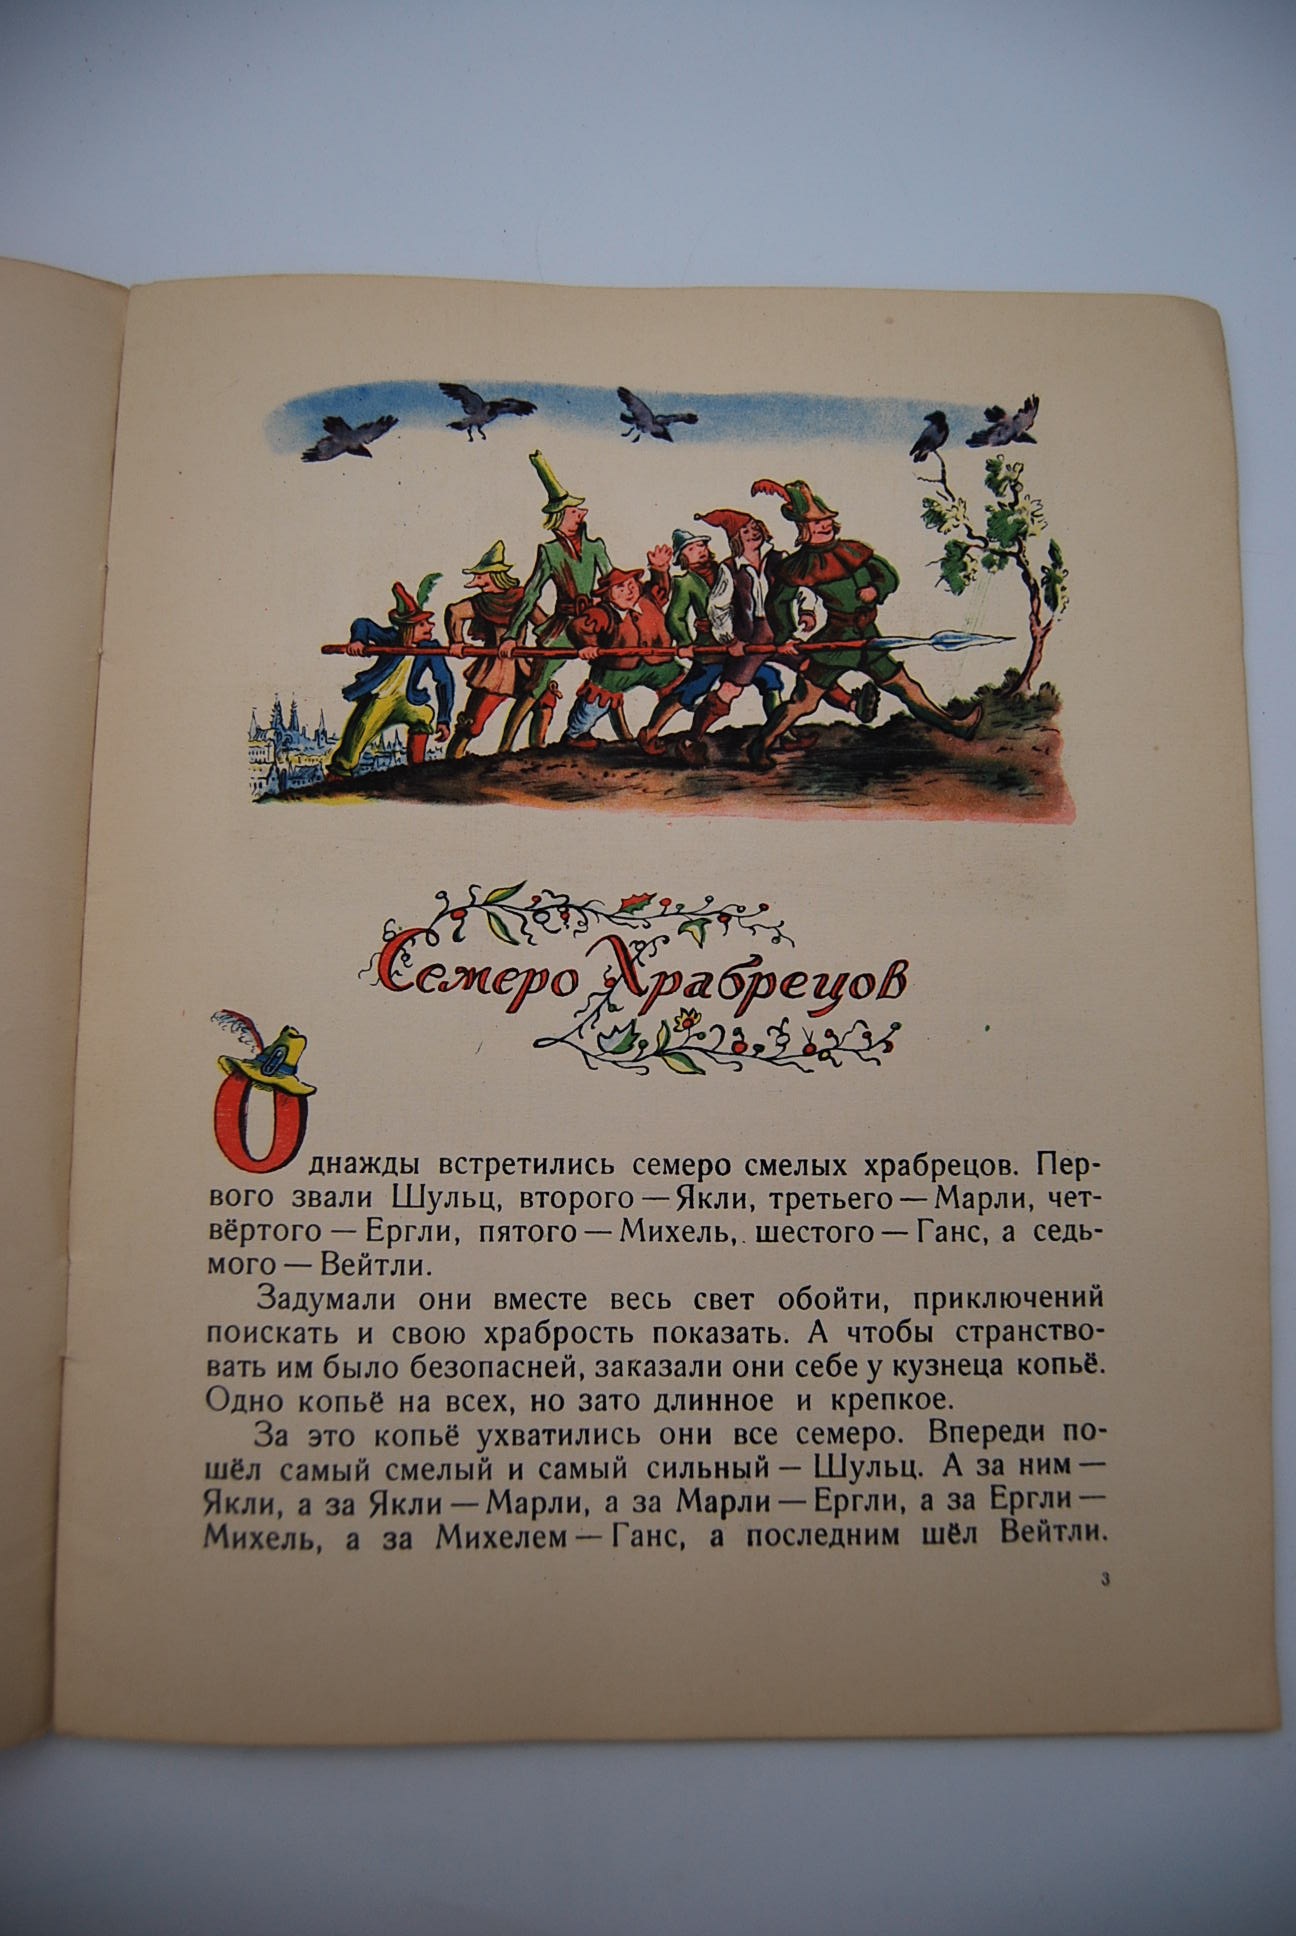 Семеро Храбрецов
Однажды встретились семеро смелых храбрецов. Пер-
вого звали Шульц, второго — Якли, третьего — Марли, чет-
вёртого — Ергли, пятого — Михель, шестого — Ганс, а седь-
мого — Вейтли.
Задумали они вместе весь свет обойти, приключений
поискать и свою храбрость показать. А чтобы странство-
вать им было безопасней, заказали они себе у кузнеца копьё.
Одно копьё на всех, но зато длинное и крепкое.
За это копьё ухватились они все семеро. Впереди по-
шёл самый смелый и самый сильный — Шульц. А за ним —
Якли, а за Якли — Марли, а за Марли — Ергли, а за Ергли —
Михель, а за Михелем — Ганс, а последним шёл Вейтли.
3